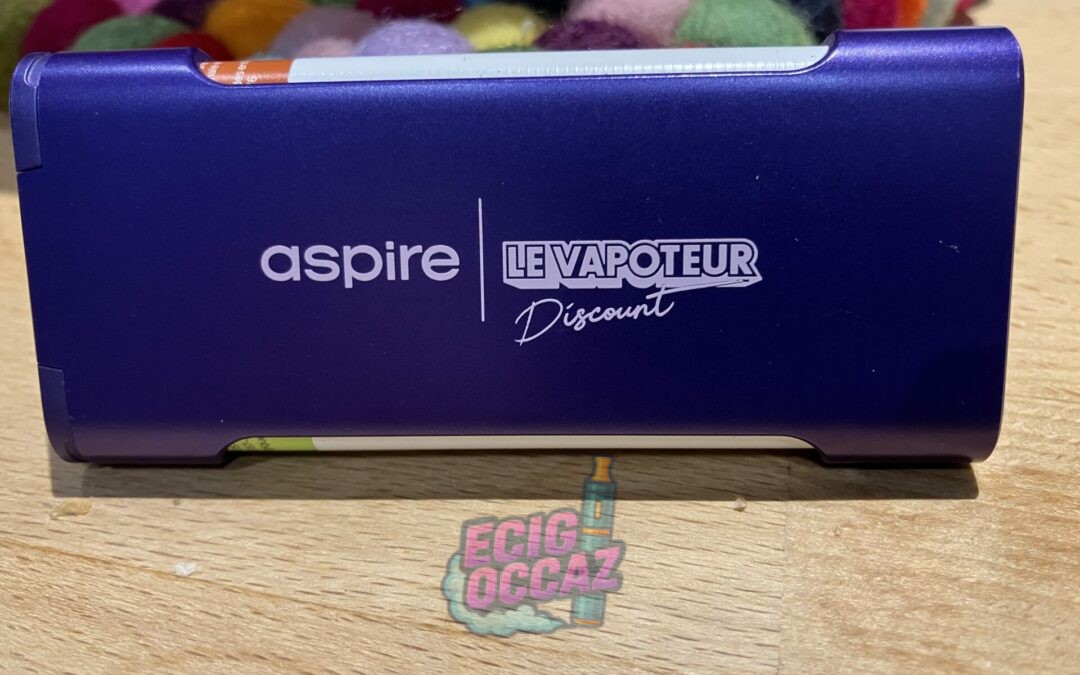 aspire
LE VAPOTEUR
Discount
ECIG
OCCAZ